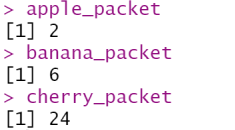 > apple_packet
[1] 2
> banana_packet
[1] 6
> cherry_packet
[1] 24